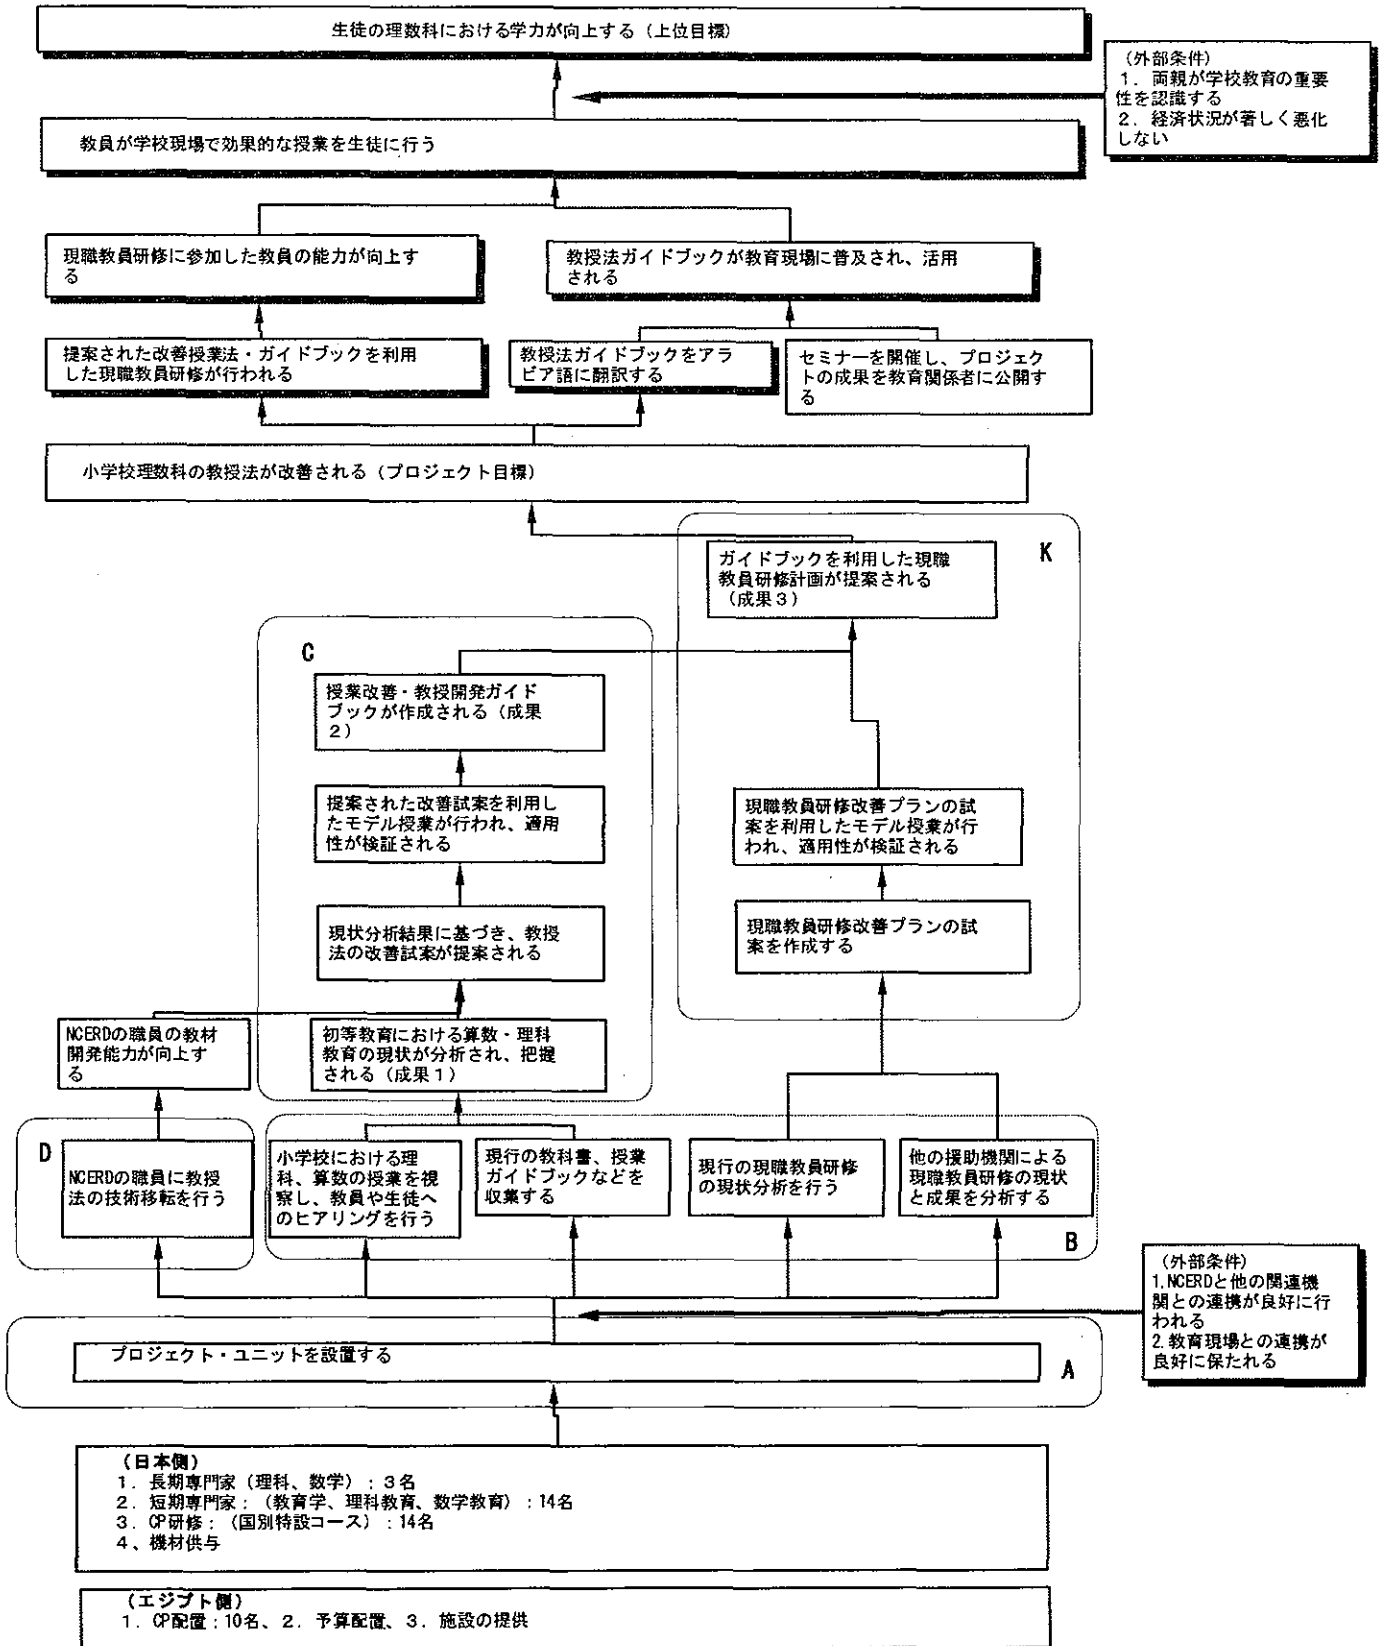 生徒の理数科における学力が向上する（上位目標）
（外部条件）
１．両親が学校教育の重要
性を認識する
２．経済状況が著しく悪化
しない
教員が学校現場で効果的な授業を生徒に行う
現職教員研修に参加した教員の能力が向上す
る
教授法ガイドブックが教育現場に普及され、活用
される
提案された改善授業法・ガイドブックを利用
した現職教員研修が行われる
教授法ガイドブックをアラ
ビア語に翻訳する
セミナーを開催し、プロジェク
トの成果を教育関係者に公開す
る
小学校理数科の教授法が改善される（プロジェクト目標）
K
ガイドブックを利用した現職
教員研修計画が提案される
（成果３）
C
授業改善・教授開発ガイド
ブックが作成される（成果
２）
提案された改善試案を利用し
たモデル授業が行われ、適用
性が検証される
現職教員研修改善プランの試
案を利用したモデル授業が行
われ、適用性が検証される
現状分析結果に基づき、教授
法の改善試案が提案される
現職教員研修改善プランの試
案を作成する
NCERDの職員の教材
開発能力が向上す
る
初等教育における算数・理科
教育の現状が分析され、把握
される（成果１）
D
NCERDの職員に教授
法の技術移転を行う
小学校における理
科、算数の授業を視
察し、教員や生徒へ
のヒアリングを行う
現行の教科書、授業
ガイドブックなどを
収集する
現行の現職教員研修
の現状分析を行う
他の援助機関による
現職教員研修の現状
と成果を分析する
B
（外部条件）
1.NCERDと他の関連機
関との連携が良好に行
われる
2.教育現場との連携が
良好に保たれる
プロジェクト・ユニットを設置する
A
（日本側）
１．長期専門家（理科、数学）：３名
２．短期専門家：（教育学、理科教育、数学教育）：14名
３．CP研修：（国別特設コース）：14名
４、機材供与
（エジプト側）
１．CP配置：10名、２．予算配置、３．施設の提供